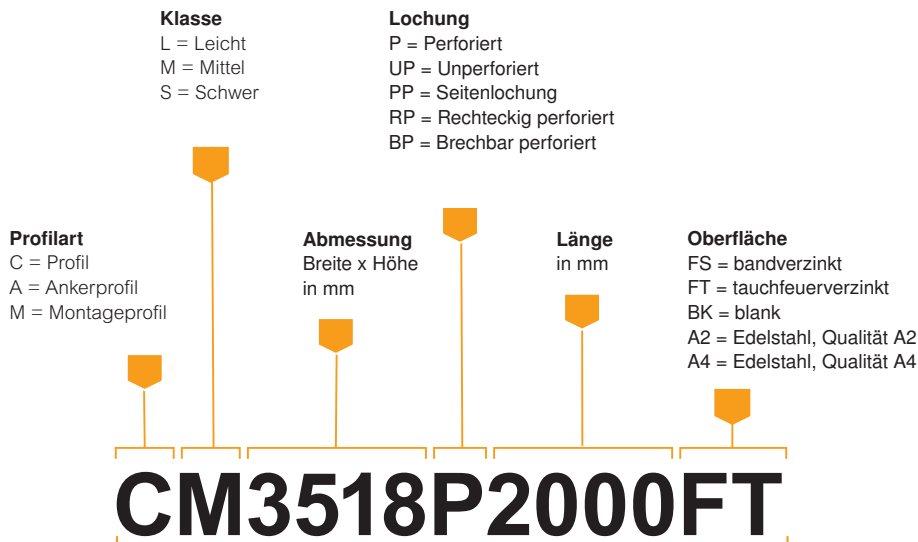 Klasse
L = Leicht
M = Mittel
S = Schwer
Lochung
P = Perforiert
UP = Unperforiert
PP = Seitenlochung
RP = Rechteckig perforiert
BP = Brechbar perforiert
Profilart
C = Profil
A = Ankerprofil
M = Montageprofil
Abmessung
Breite x Höhe
in mm
Länge
in mm
Oberfläche
FS = bandverzinkt
FT = tauchfeuerverzinkt
BK = blank
A2 = Edelstahl, Qualität A2
A4 = Edelstahl, Qualität A4
CM3518P2000FT